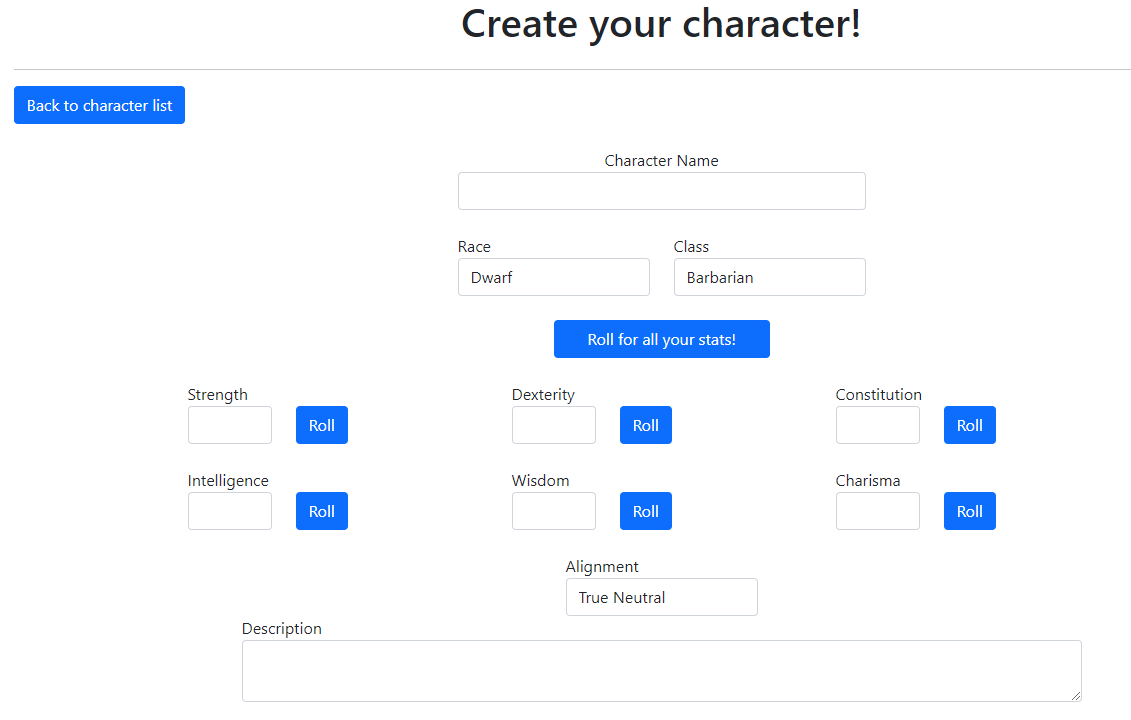 Create your character!
Back to character list
Character Name
Race Class
Dwarf Barbarian
Roll for all your stats!
Strength Dexterity Constitution
Roll Roll Roll
Intelligence Wisdom Charisma
Roll Roll Roll
Alignment
True Neutral
Description